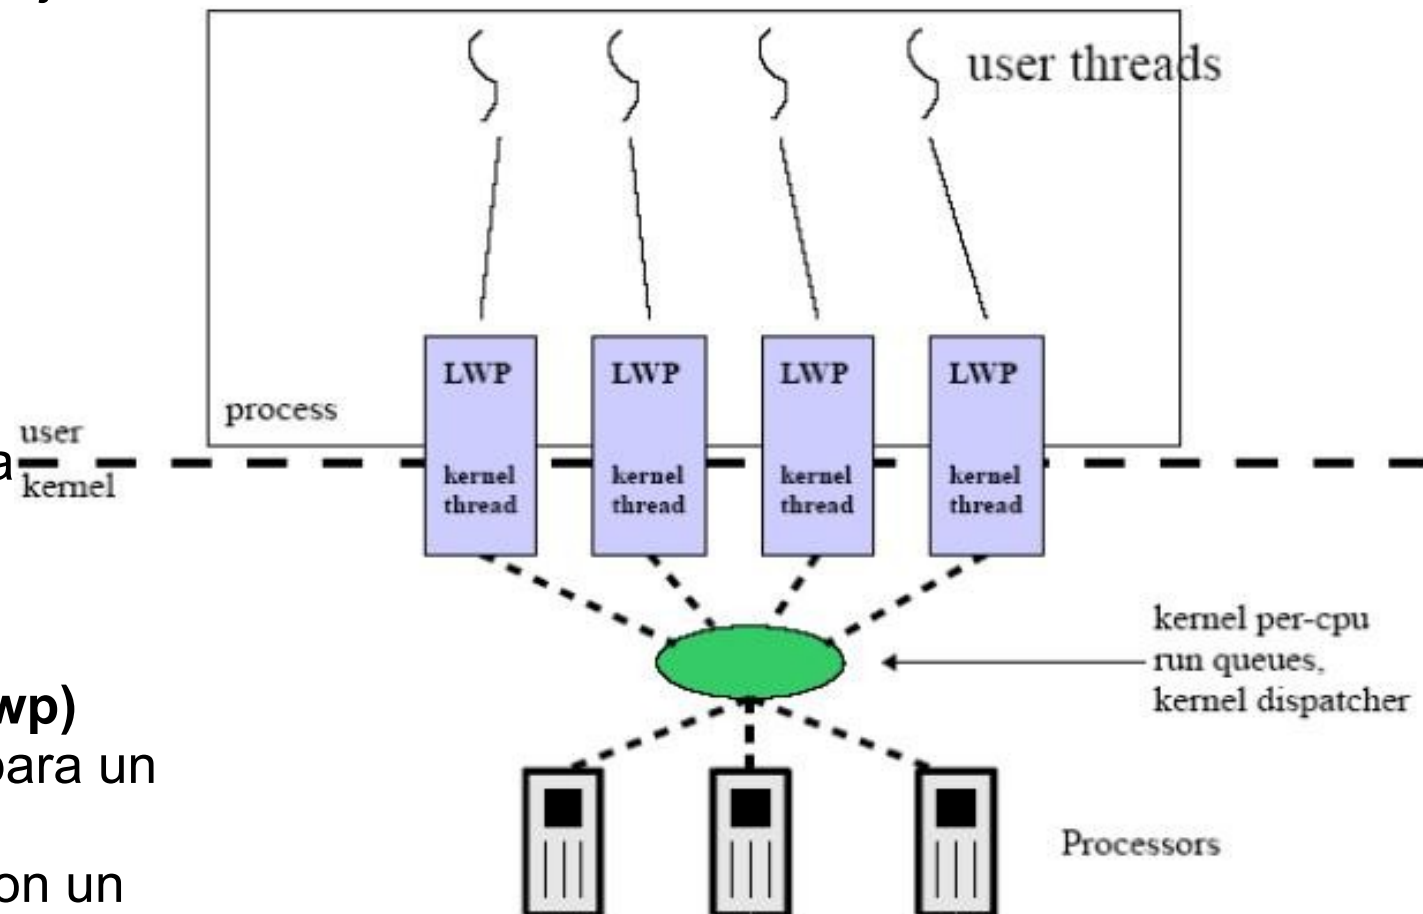 user threads
LWP LWP LWP LWP
process
user
a
kernel
kernel thread
kernel thread
kernel thread
kernel thread
kernel per-cpu
run queues,
kernel dispatcher
wp)
para un
Processors
on un